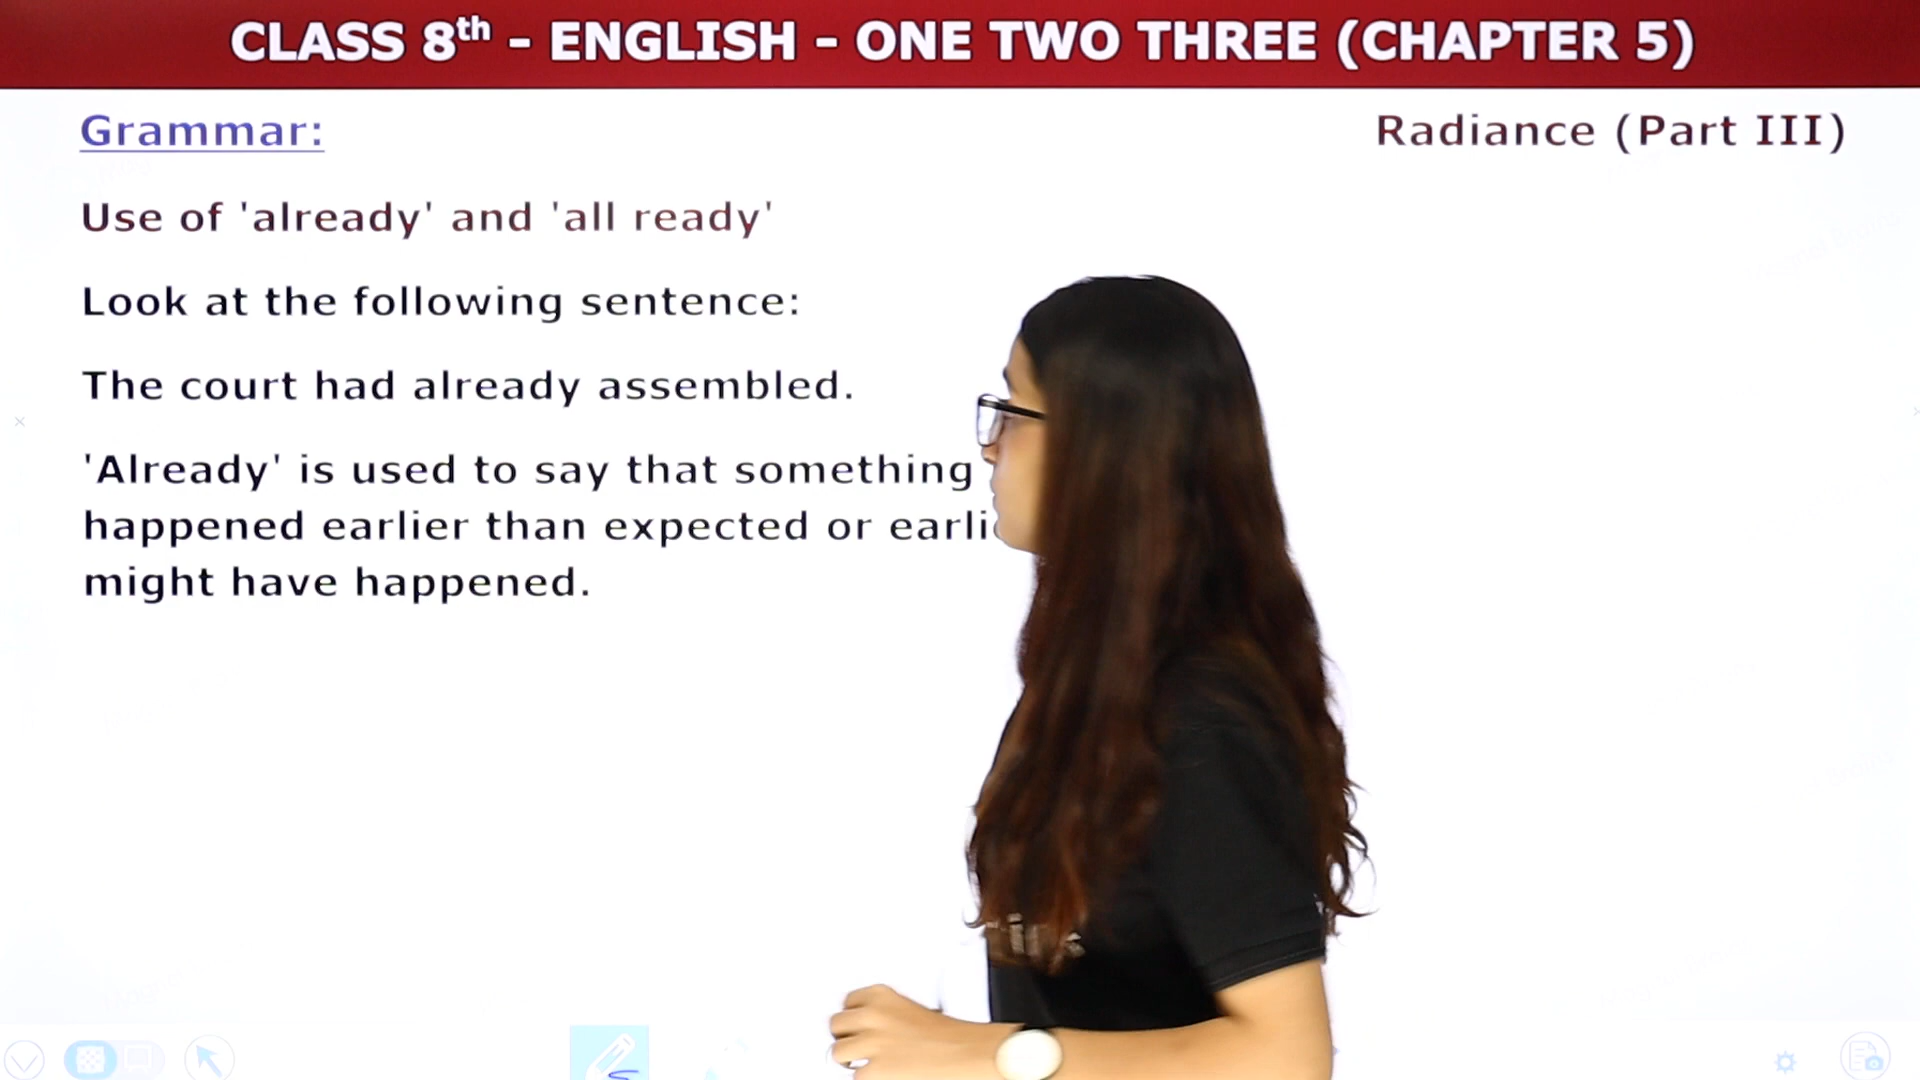 CLASS 8th - ENGLISH - ONE TWO THREE (CHAPTER 5)
Grammar:
Radiance (Part III)
Use of 'already' and 'all ready'
Look at the following sentence:
The court had already assembled.
'Already' is used to say that something
happened earlier than expected or
might have happened.